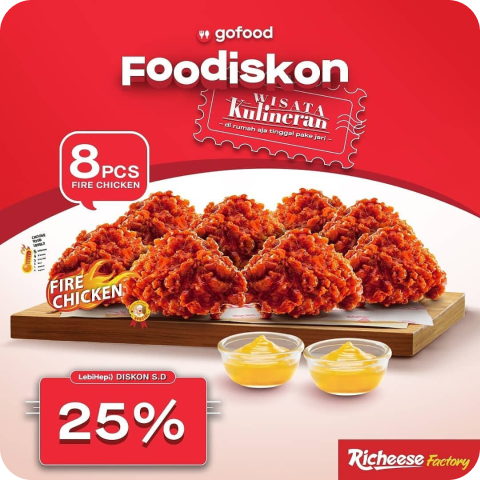 gofood
Foodiskon
WISATA
Kulineran
di rumah aja tinggal pake jari
8 PCS
FIRE CHICKEN
FIRE
CHICKEN
LebiHepi) DISKON S.D
25%
Richeese Factory